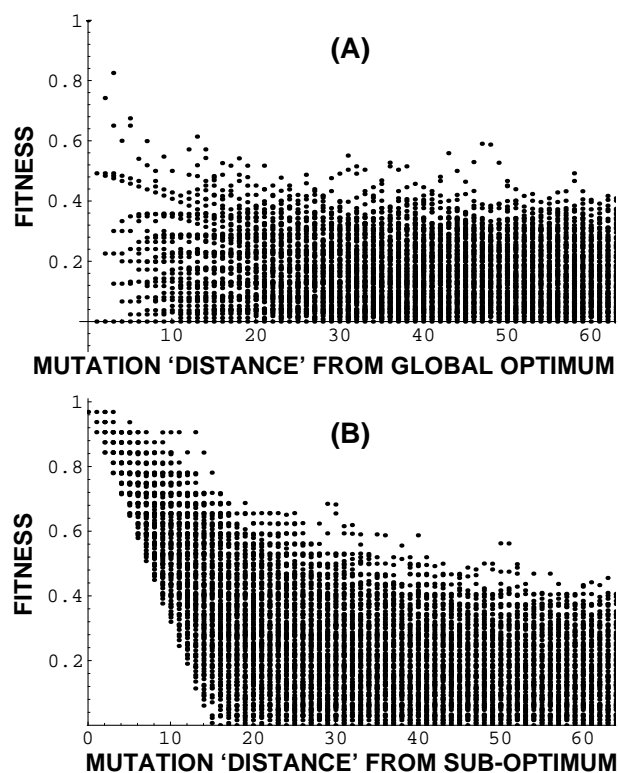 (A)
1
0.8
0.6
0.4
0.2
FITNESS
10 20 30 40 50 60
MUTATION ‘DISTANCE’ FROM GLOBAL OPTIMUM
(B)
1
0.8
0.6
0.4
0.2
FITNESS
0 10 20 30 40 50 60
MUTATION ‘DISTANCE’ FROM SUB-OPTIMUM